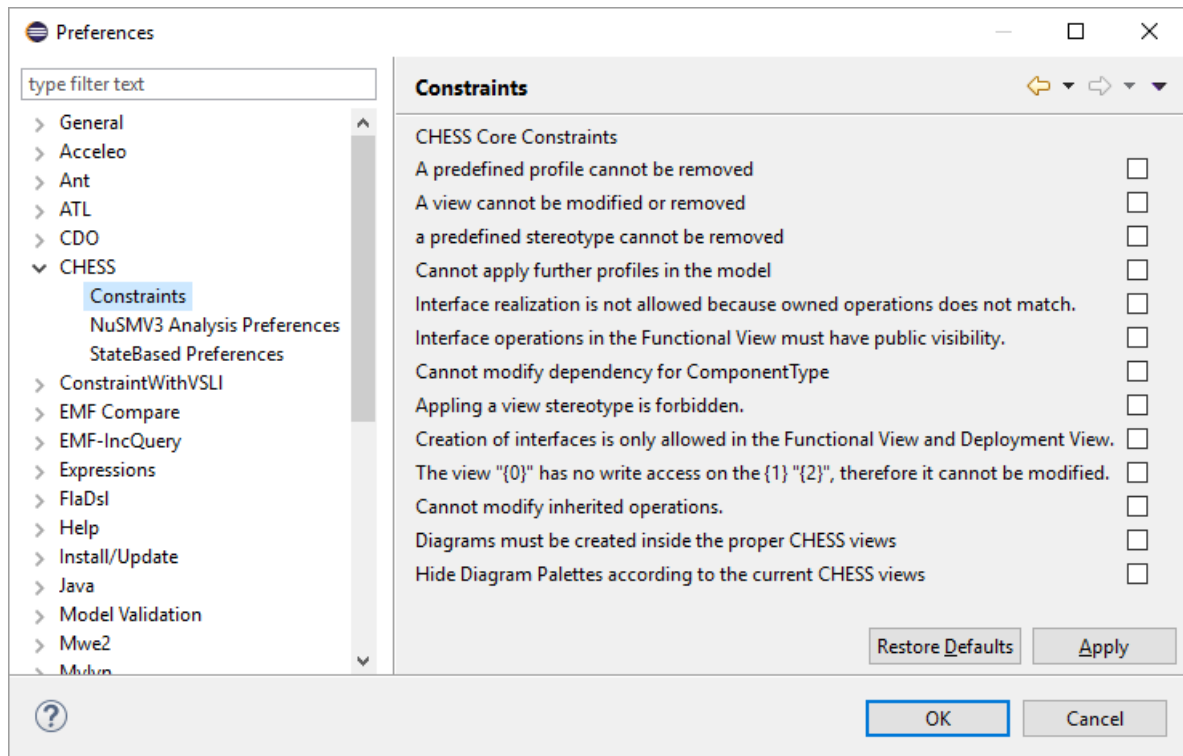 Preferences
type filter text
General
Acceleo
Ant
ATL
CDO
CHESS
Constraints
NuSMV3 Analysis Preferences
StateBased Preferences
ConstraintWithVSLI
EMF Compare
EMF-IncQuery
Expressions
FlaDsl
Help
Install/Update
Java
Model Validation
Mwe2
Mylyn
Constraints
CHESS Core Constraints
A predefined profile cannot be removed
A view cannot be modified or removed
a predefined stereotype cannot be removed
Cannot apply further profiles in the model
Interface realization is not allowed because owned operations does not match.
Interface operations in the Functional View must have public visibility.
Cannot modify dependency for ComponentType
Appling a view stereotype is forbidden.
Creation of interfaces is only allowed in the Functional View and Deployment View.
The view "{0}" has no write access on the {1} "{2}", therefore it cannot be modified.
Cannot modify inherited operations.
Diagrams must be created inside the proper CHESS views
Hide Diagram Palettes according to the current CHESS views
Restore Defaults
Apply
?
OK
Cancel